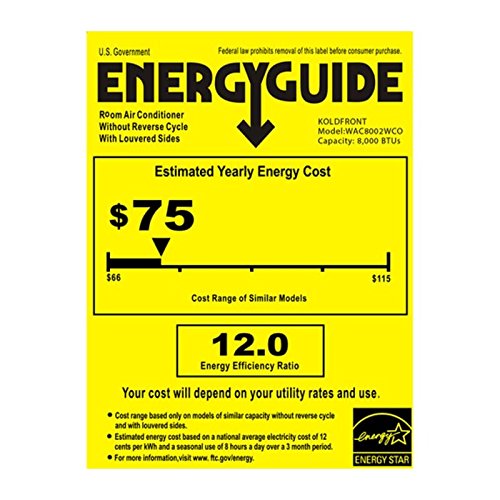 U.S. Government
Federal law prohibits removal of this label before consumer purchase.
ENERGYGUIDE
Room Air Conditioner
Without Reverse Cycle
With Louvered Sides
KOLDFRONT
Model:WAC8002WCO
Capacity: 8,000 BTUs
Estimated Yearly Energy Cost
$75
$66
$115
Cost Range of Similar Models
12.0
Energy Efficiency Ratio
Your cost will depend on your utility rates and use.
• Cost range based only on models of similar capacity without reverse cycle
and with louvered sides.
• Estimated energy cost based on a national average electricity cost of 12
cents per kWh and a seasonal use of 8 hours a day over a 3 month period.
• For more information,visit www. ftc.gov/energy.
energy
ENERGY STAR